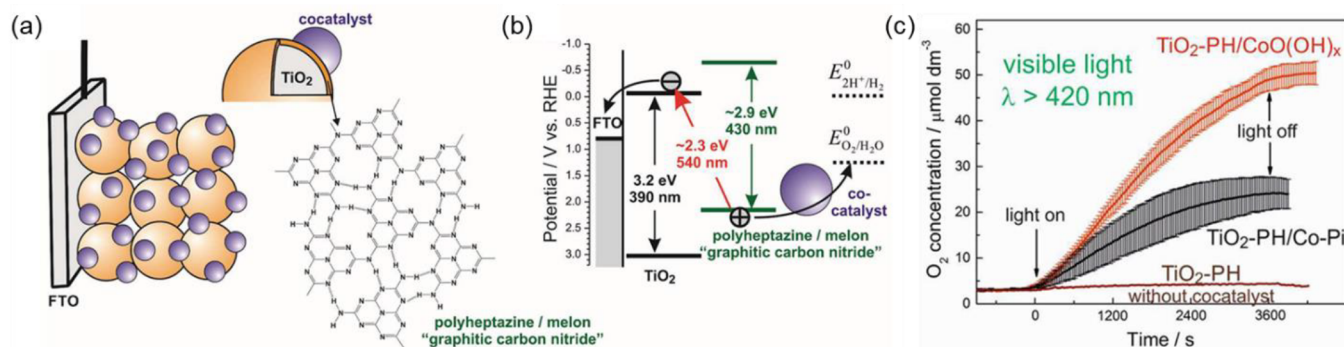 (a)
cocatalyst
TiO₂
FTO
polyheptazine / melon
“graphitic carbon nitride”
(b)
Potential / V vs. RHE
-1.0
-0.5
0.0
0.5
1.0
1.5
2.0
2.5
3.0
FTO
3.2 eV
390 nm
~2.3 eV
540 nm
~2.9 eV
430 nm
E⁰ 2H⁺/H₂
E⁰ O₂/H₂O
co-
catalyst
polyheptazine / melon
“graphitic carbon nitride”
TiO₂
(c)
O₂ concentration / μmol dm⁻³
60
50
40
30
20
10
0
TiO₂-PH/CoO(OH)ₓ
visible light
λ > 420 nm
light off
light on
TiO₂-PH/Co-Pi
TiO₂-PH
without cocatalyst
0
1200
2400
3600
Time / s